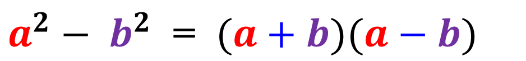 a² − b² = (a + b)(a − b)